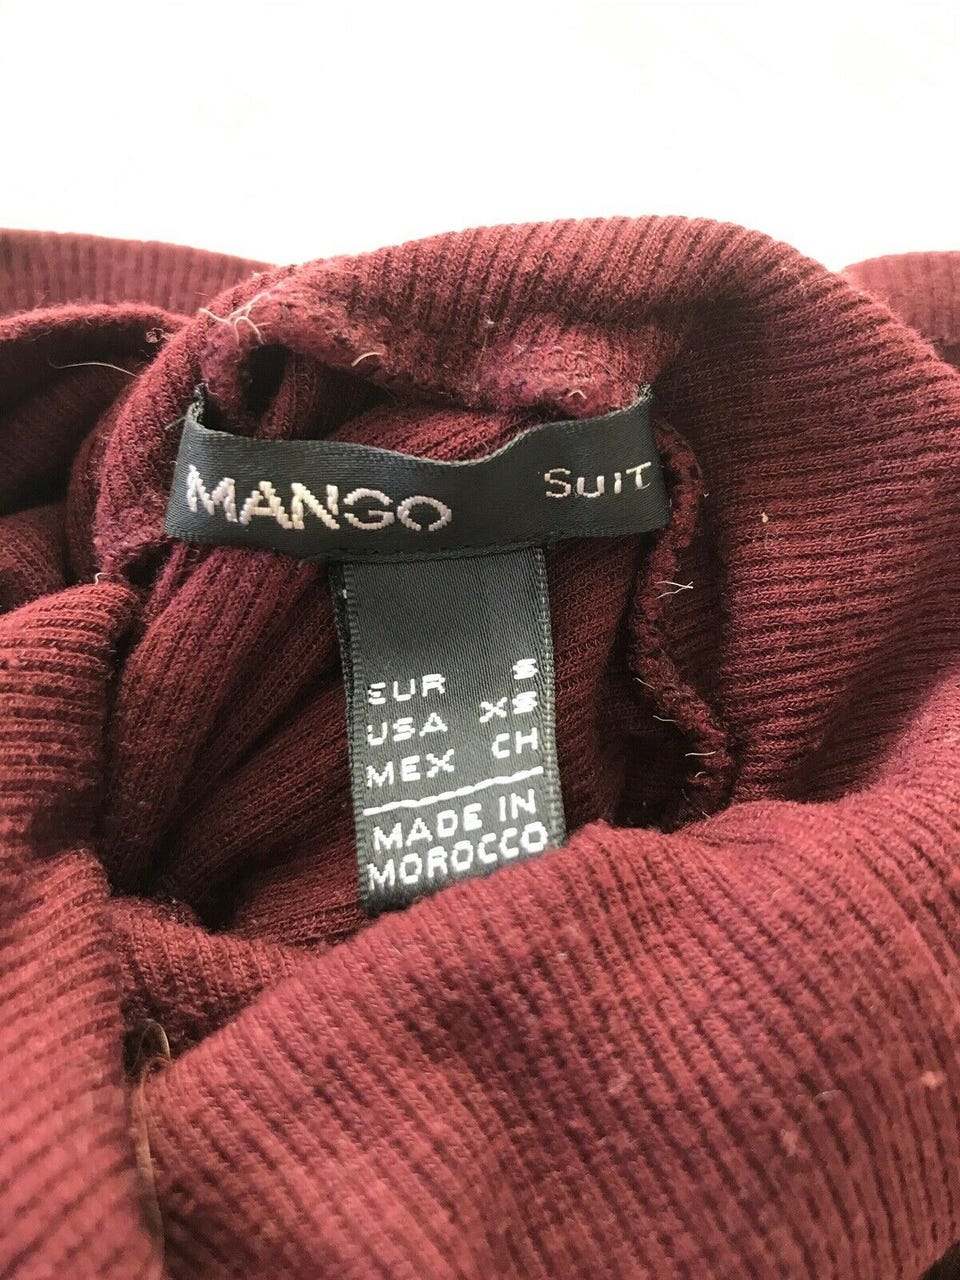 MANGO SUIT
EUR S
USA XS
MEX CH
MADE IN
MOROCCO